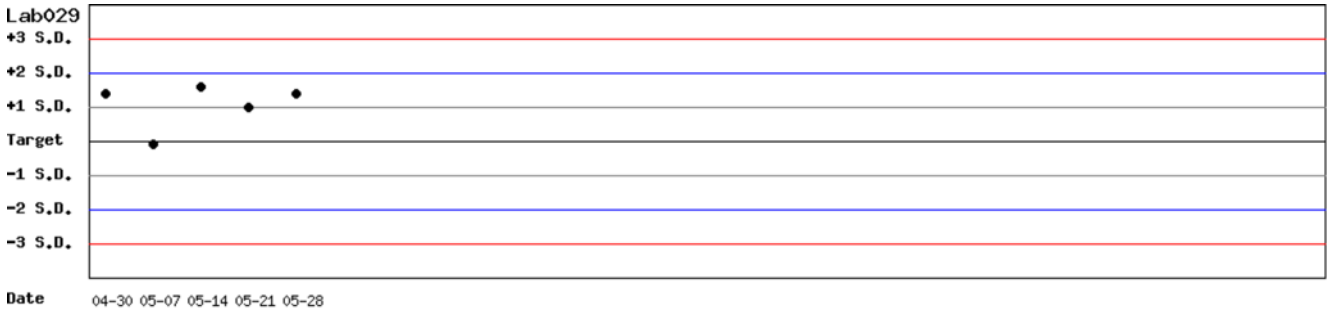 Lab029
+3 S.D.
+2 S.D.
+1 S.D.
Target
-1 S.D.
-2 S.D.
-3 S.D.
Date 04-30 05-07 05-14 05-21 05-28